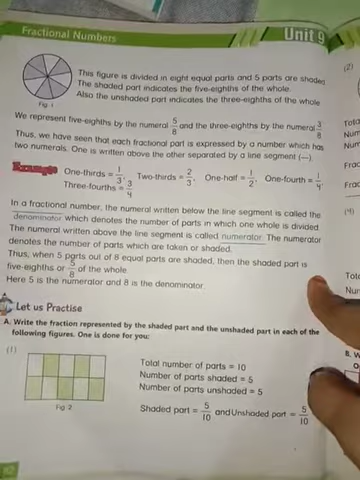 Fractional Numbers
Unit 9
This figure is divided in eight equal parts and 5 parts are shaded
The shaded part indicates the five-eighths of the whole
Also the unshaded part indicates the three-eighths of the whole
Fig 1
We represent five-eighths by the numeral 5/8 and the three-eighths by the numeral 3/8
Thus, we have seen that each fractional part is expressed by a number which has
two numerals. One is written above the other separated by a line segment (—).
Example One-thirds = 1/3, Two-thirds = 2/3, One-half = 1/2, One-fourth = 1/4,
Three-fourths = 3/4
In a fractional number, the numeral written below the line segment is called the
denominator which denotes the number of parts in which one whole is divided
The numeral written above the line segment is called numerator. The numerator
denotes the number of parts which are taken or shaded.
Thus, when 5 parts out of 8 equal parts are shaded, then the shaded part is
five-eighths or 5/8 of the whole
Here 5 is the numerator and 8 is the denominator
Let us Practise
A. Write the fraction represented by the shaded part and the unshaded part in each of the
following figures. One is done for you:
(1)
Total number of parts = 10
Number of parts shaded = 5
Number of parts unshaded = 5
Fig 2
Shaded part = 5/10 and Unshaded part = 5/10
(2)
(4)
B. W